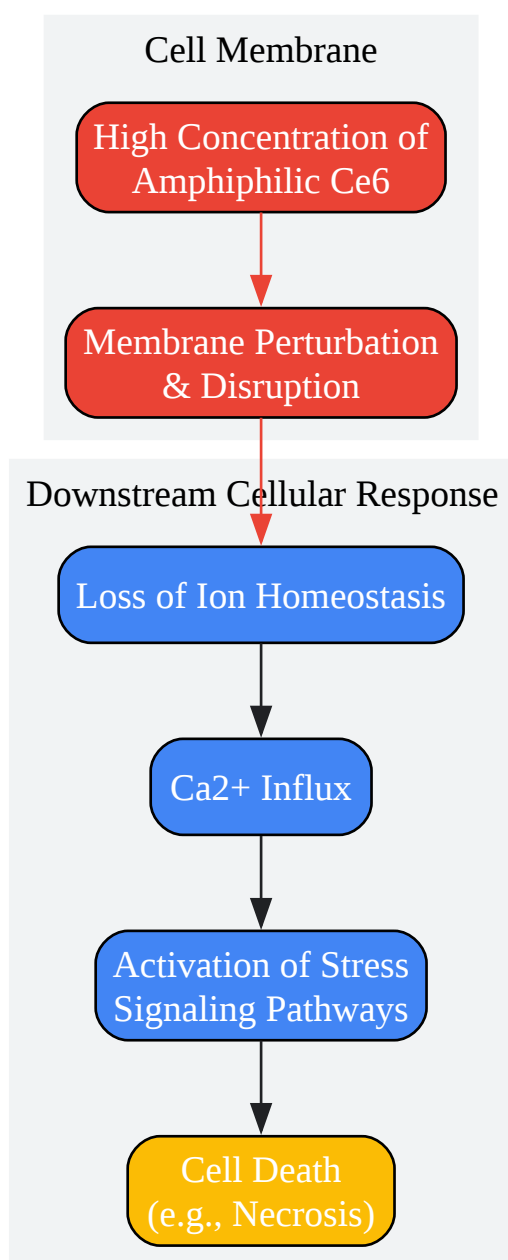 Cell Membrane
High Concentration of
Amphiphilic Ce6
Membrane Perturbation
& Disruption
Downstream Cellular Response
Loss of Ion Homeostasis
Ca2+ Influx
Activation of Stress
Signaling Pathways
Cell Death
(e.g., Necrosis)